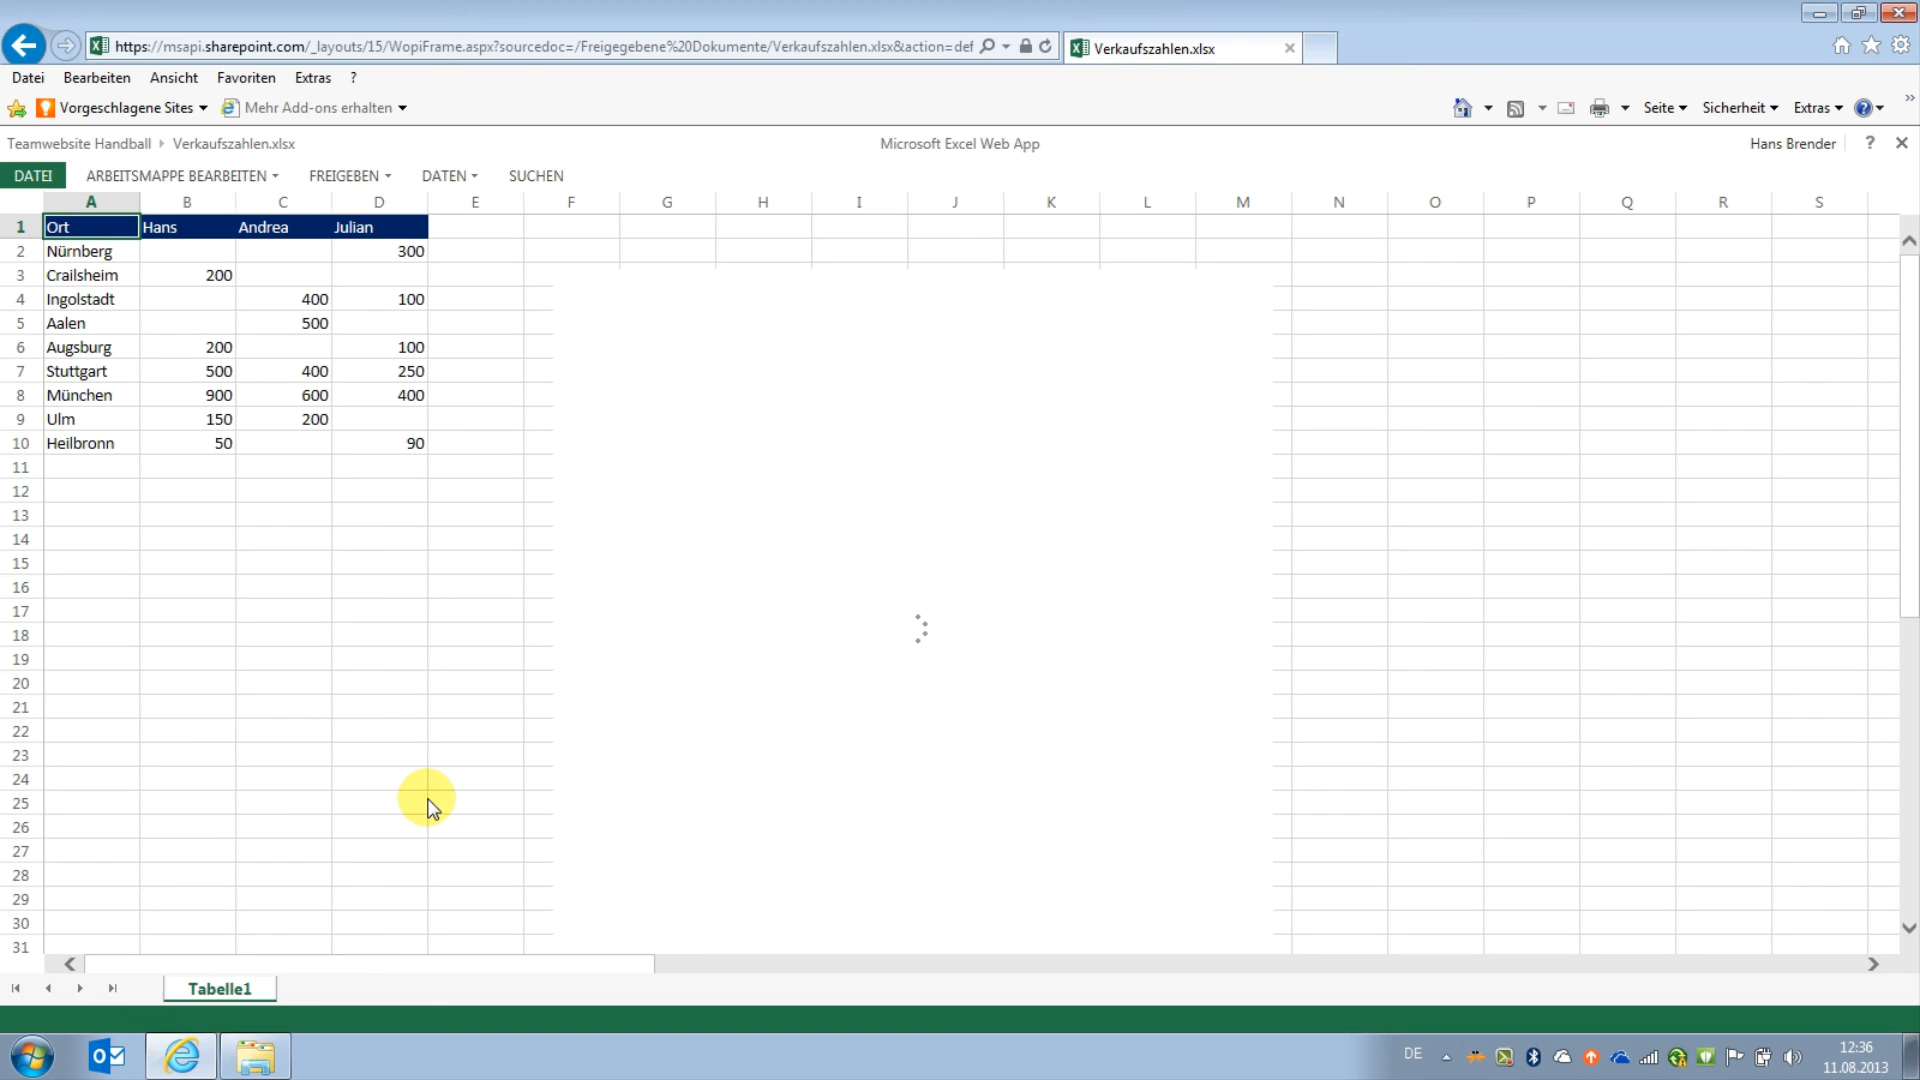 https://msapi.sharepoint.com/_layouts/15/WopiFrame.aspx?sourcedoc=/Freigegebene%20Dokumente/Verkaufszahlen.xlsx&action=def
Verkaufszahlen.xlsx
Datei Bearbeiten Ansicht Favoriten Extras ?
Vorgeschlagene Sites Mehr Add-ons erhalten Seite Sicherheit Extras
Teamwebsite Handball Verkaufszahlen.xlsx Microsoft Excel Web App Hans Brender ?
DATEI ARBEITSMAPPE BEARBEITEN FREIGEBEN DATEN SUCHEN
A B C D E F G H I J K L M N O P Q R S
1 Ort Hans Andrea Julian
2 Nürnberg 300
3 Crailsheim 200
4 Ingolstadt 400 100
5 Aalen 500
6 Augsburg 200 100
7 Stuttgart 500 400 250
8 München 900 600 400
9 Ulm 150 200
10 Heilbronn 50 90
11
12
13
14
15
16
17
18
19
20
21
22
23
24
25
26
27
28
29
30
31
Tabelle1
DE 12:36
11.08.2013